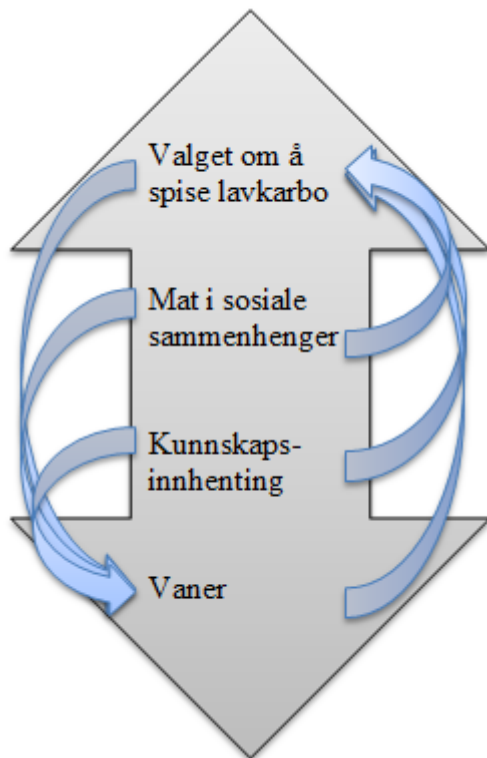 Valget om å
spise lavkarbo
Mat i sosiale
sammenhenger
Kunnskaps-
innhenting
Vaner